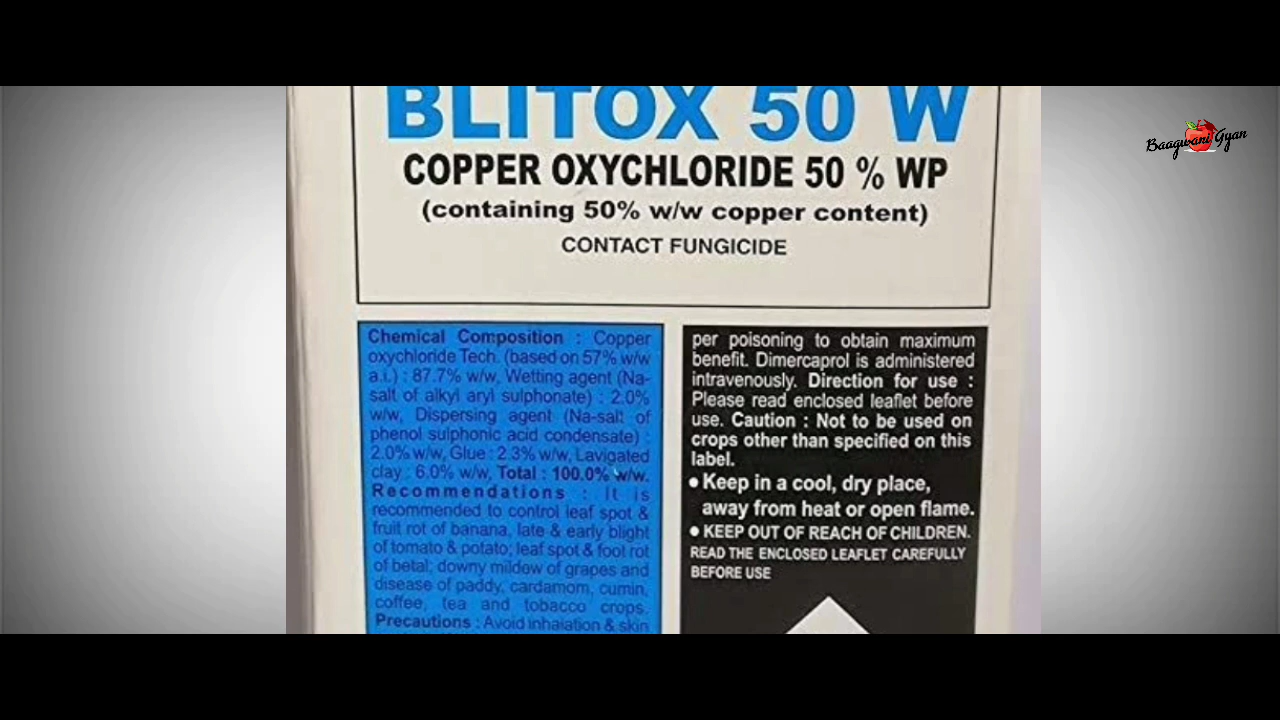 BLITOX 50 W
COPPER OXYCHLORIDE 50 % WP
(containing 50% w/w copper content)
CONTACT FUNGICIDE
Chemical Composition : Copper
oxychloride Tech. (based on 57% w/w
a.i.) : 87.7% w/w, Wetting agent (Na-
salt of alkyl aryl sulphonate) : 2.0%
w/w, Dispersing agent (Na-salt of
phenol sulphonic acid condensate) :
2.0% w/w, Glue : 2.3% w/w, Lavigated
clay : 6.0% w/w, Total : 100.0% w/w.
Recommendations : It is
recommended to control leaf spot &
fruit rot of banana, late & early blight
of tomato & potato; leaf spot & foot rot
of betal; downy mildew of grapes and
disease of paddy, cardamom, cumin,
coffee, tea and tobacco crops.
Precautions : Avoid inhalation & skin
per poisoning to obtain maximum
benefit. Dimercaprol is administered
intravenously. Direction for use :
Please read enclosed leaflet before
use. Caution : Not to be used on
crops other than specified on this
label.
● Keep in a cool, dry place,
away from heat or open flame.
● KEEP OUT OF REACH OF CHILDREN.
READ THE ENCLOSED LEAFLET CAREFULLY
BEFORE USE
Baagwani Gyan